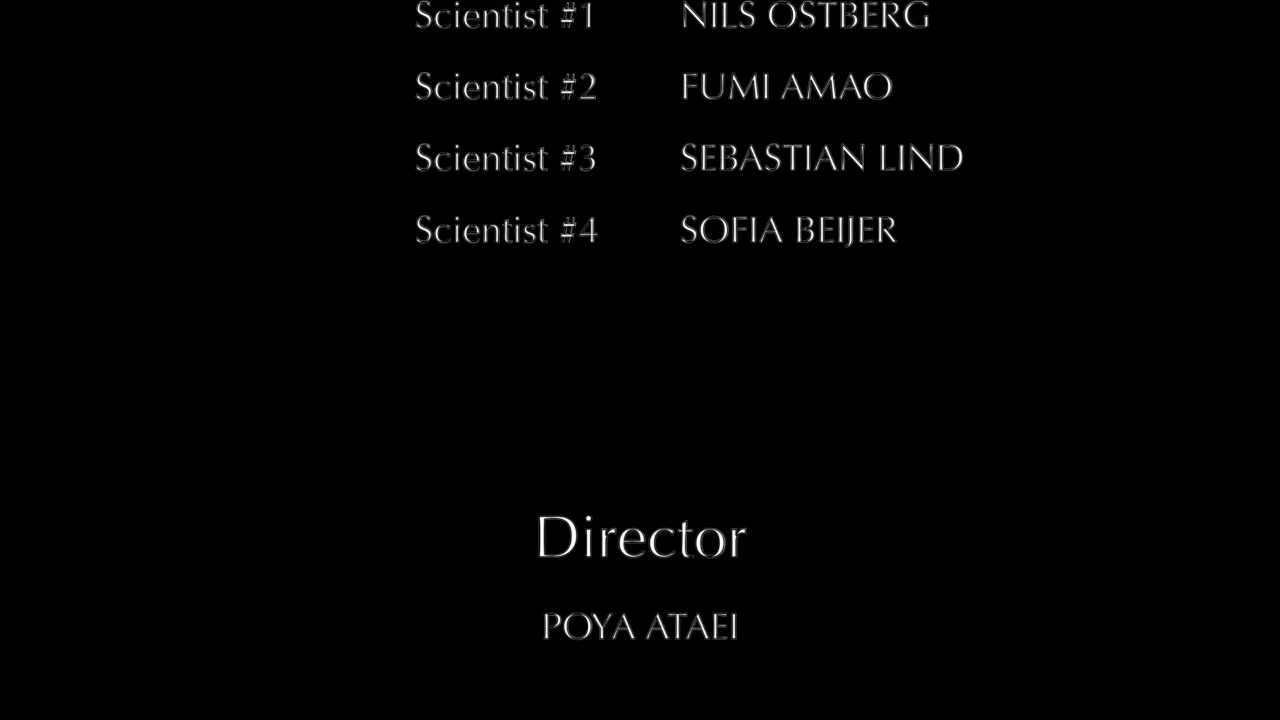 Scientist #1 NILS OSTBERG
Scientist #2 FUMI AMAO
Scientist #3 SEBASTIAN LIND
Scientist #4 SOFIA BEIJER
Director
POYA ATAEI